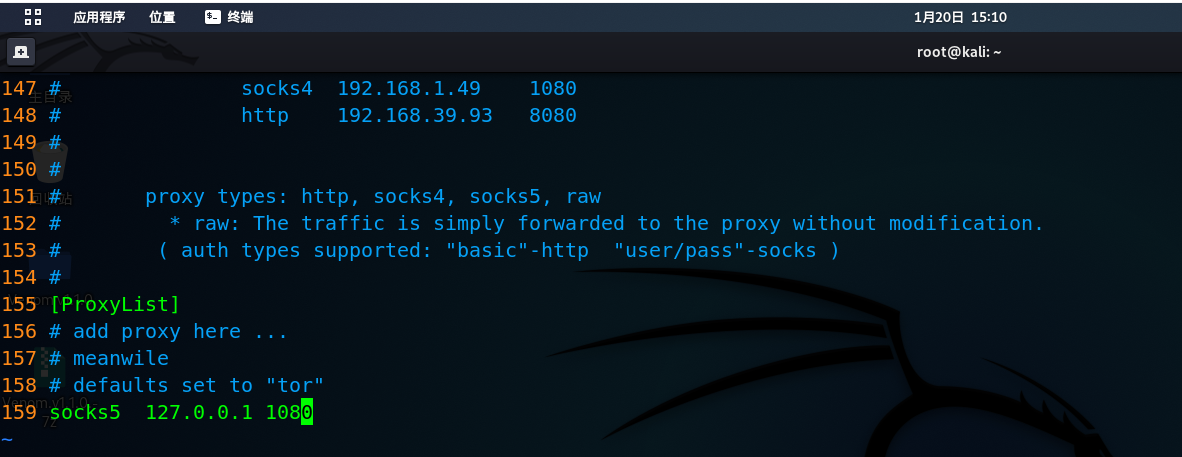 应用程序 位置 终端 1月20日 15:10
root@kali: ~
147 #               socks4  192.168.1.49    1080
148 #               http    192.168.39.93   8080
149 #
150 #
151 #       proxy types: http, socks4, socks5, raw
152 #         * raw: The traffic is simply forwarded to the proxy without modification.
153 #        ( auth types supported: "basic"-http  "user/pass"-socks )
154 #
155 [ProxyList]
156 # add proxy here ...
157 # meanwile
158 # defaults set to "tor"
159 socks5  127.0.0.1 1080
~